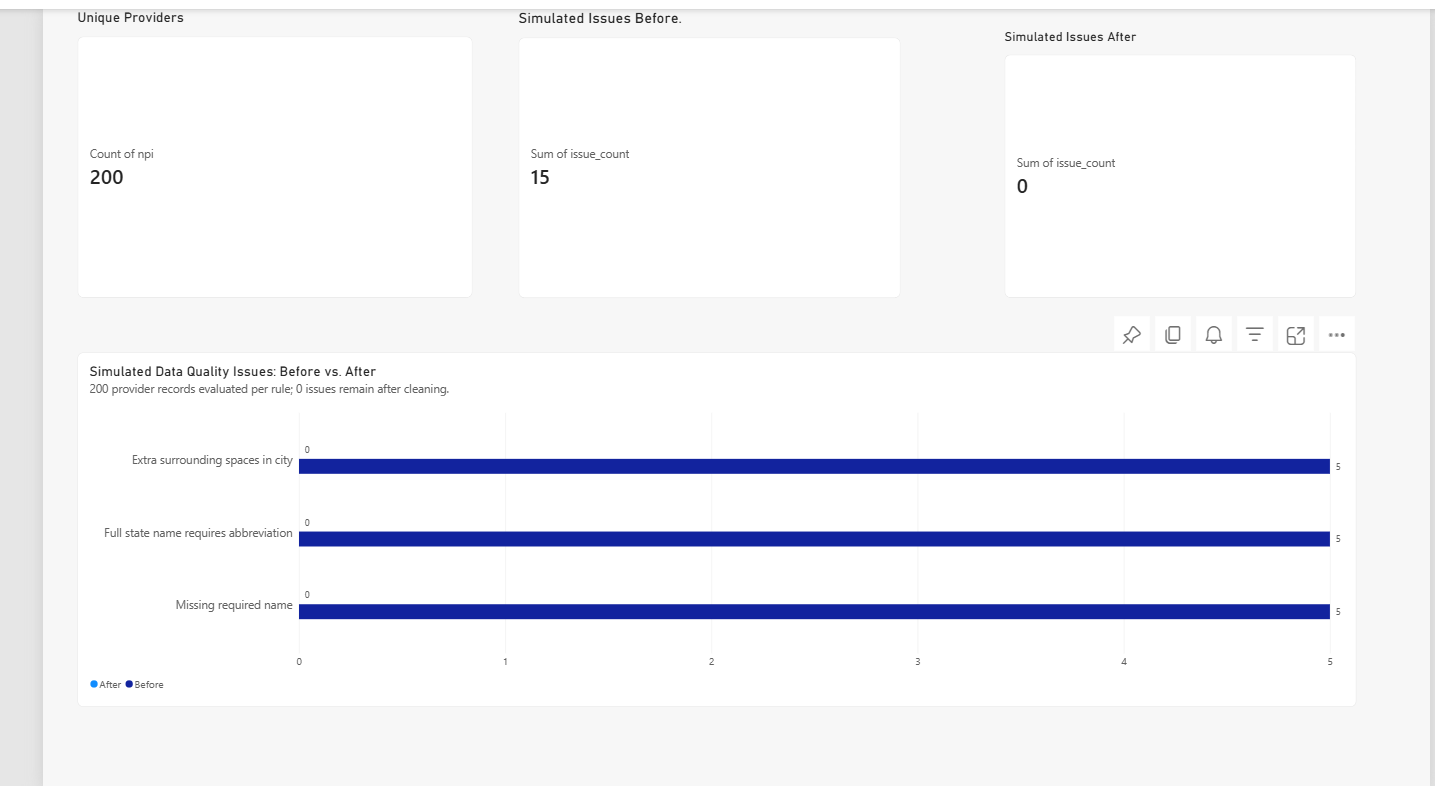 Unique Providers
Simulated Issues Before.
Simulated Issues After
Count of npi
200
Sum of issue_count
15
Sum of issue_count
0
Simulated Data Quality Issues: Before vs. After
200 provider records evaluated per rule; 0 issues remain after cleaning.
0
Extra surrounding spaces in city
5
0
Full state name requires abbreviation
5
0
Missing required name
5
0 1 2 3 4 5
After Before